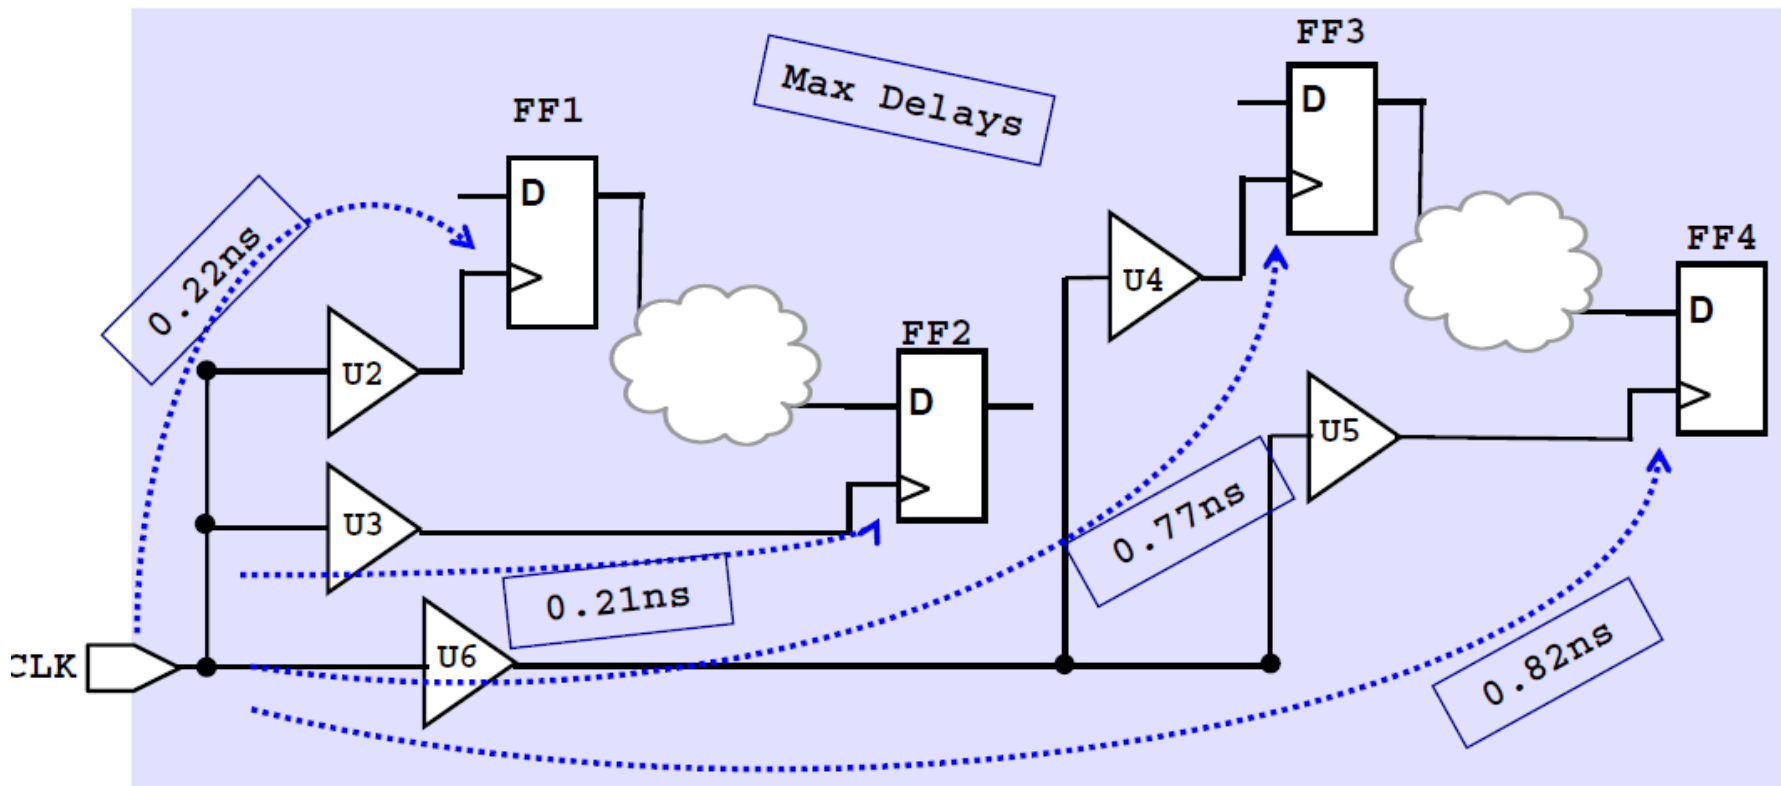 FF3
Max Delays
D
FF1
D
0.22ns
FF4
U4
D
FF2
U2
D
U5
0.77ns
U3
0.21ns
U6
CLK
0.82ns